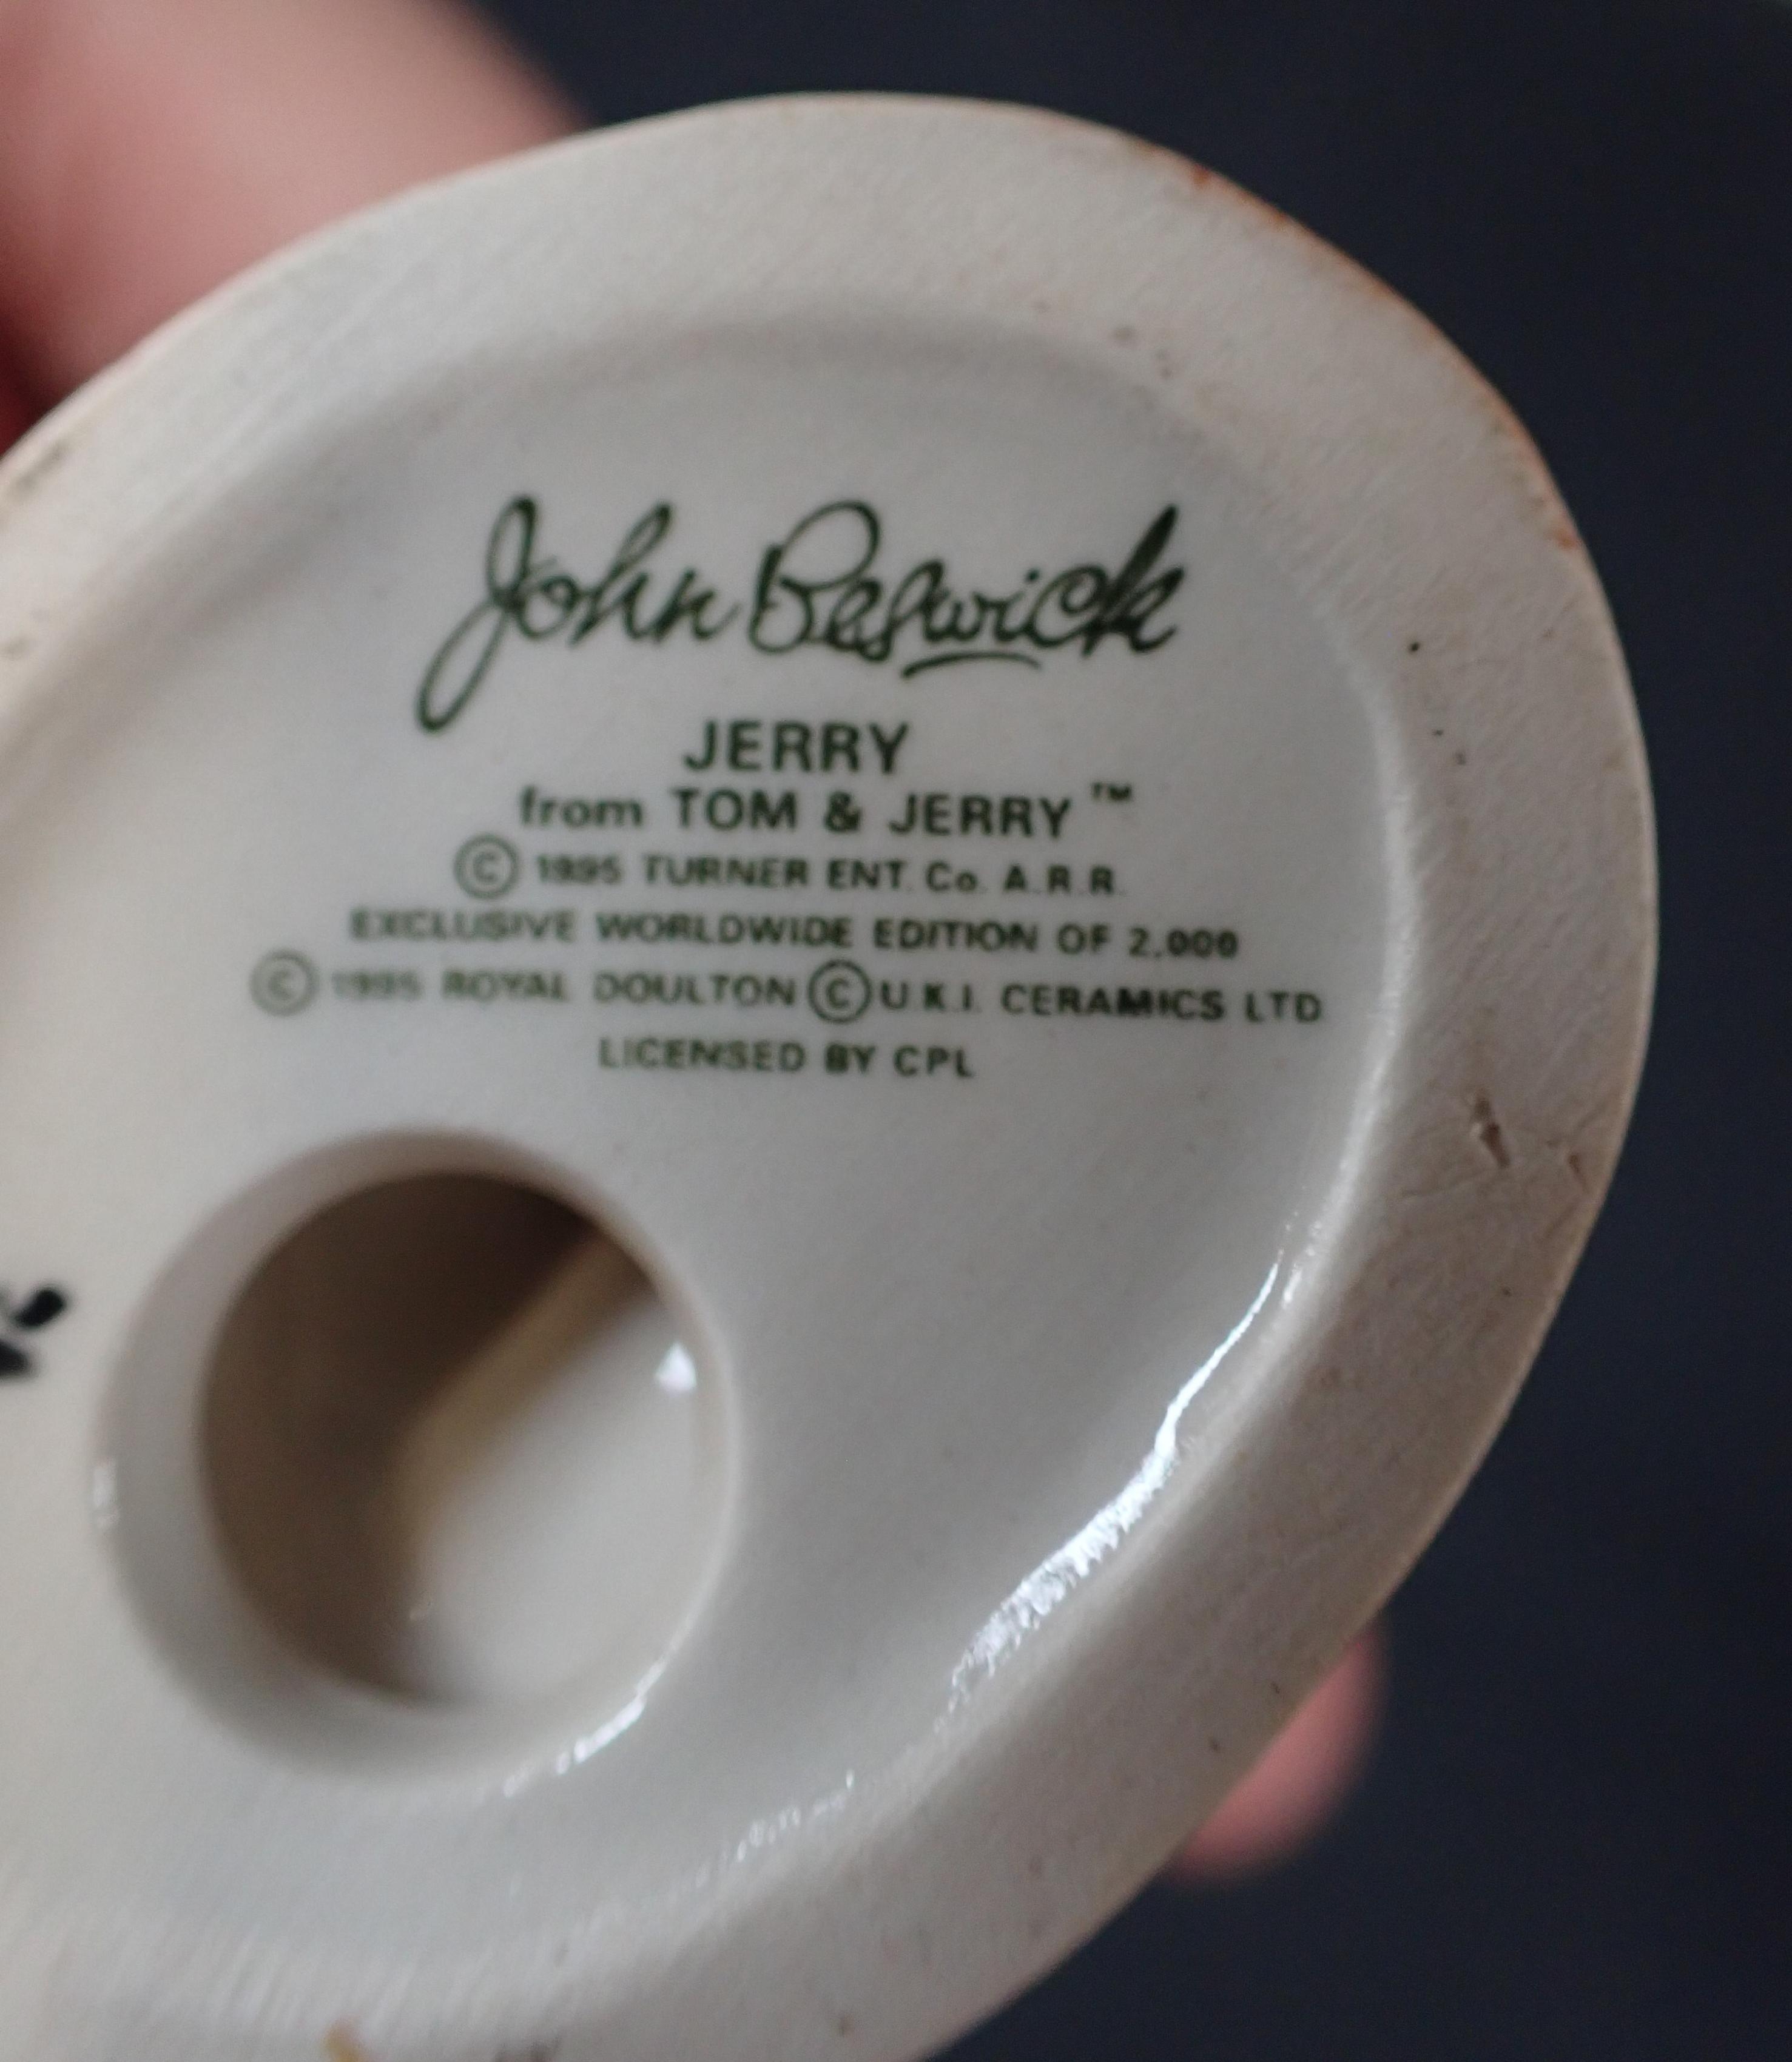 John Beswick
JERRY
from TOM & JERRY™
© 1995 TURNER ENT. Co. A.R.R.
EXCLUSIVE WORLDWIDE EDITION OF 2,000
© 1995 ROYAL DOULTON © U.K.I. CERAMICS LTD
LICENSED BY CPL